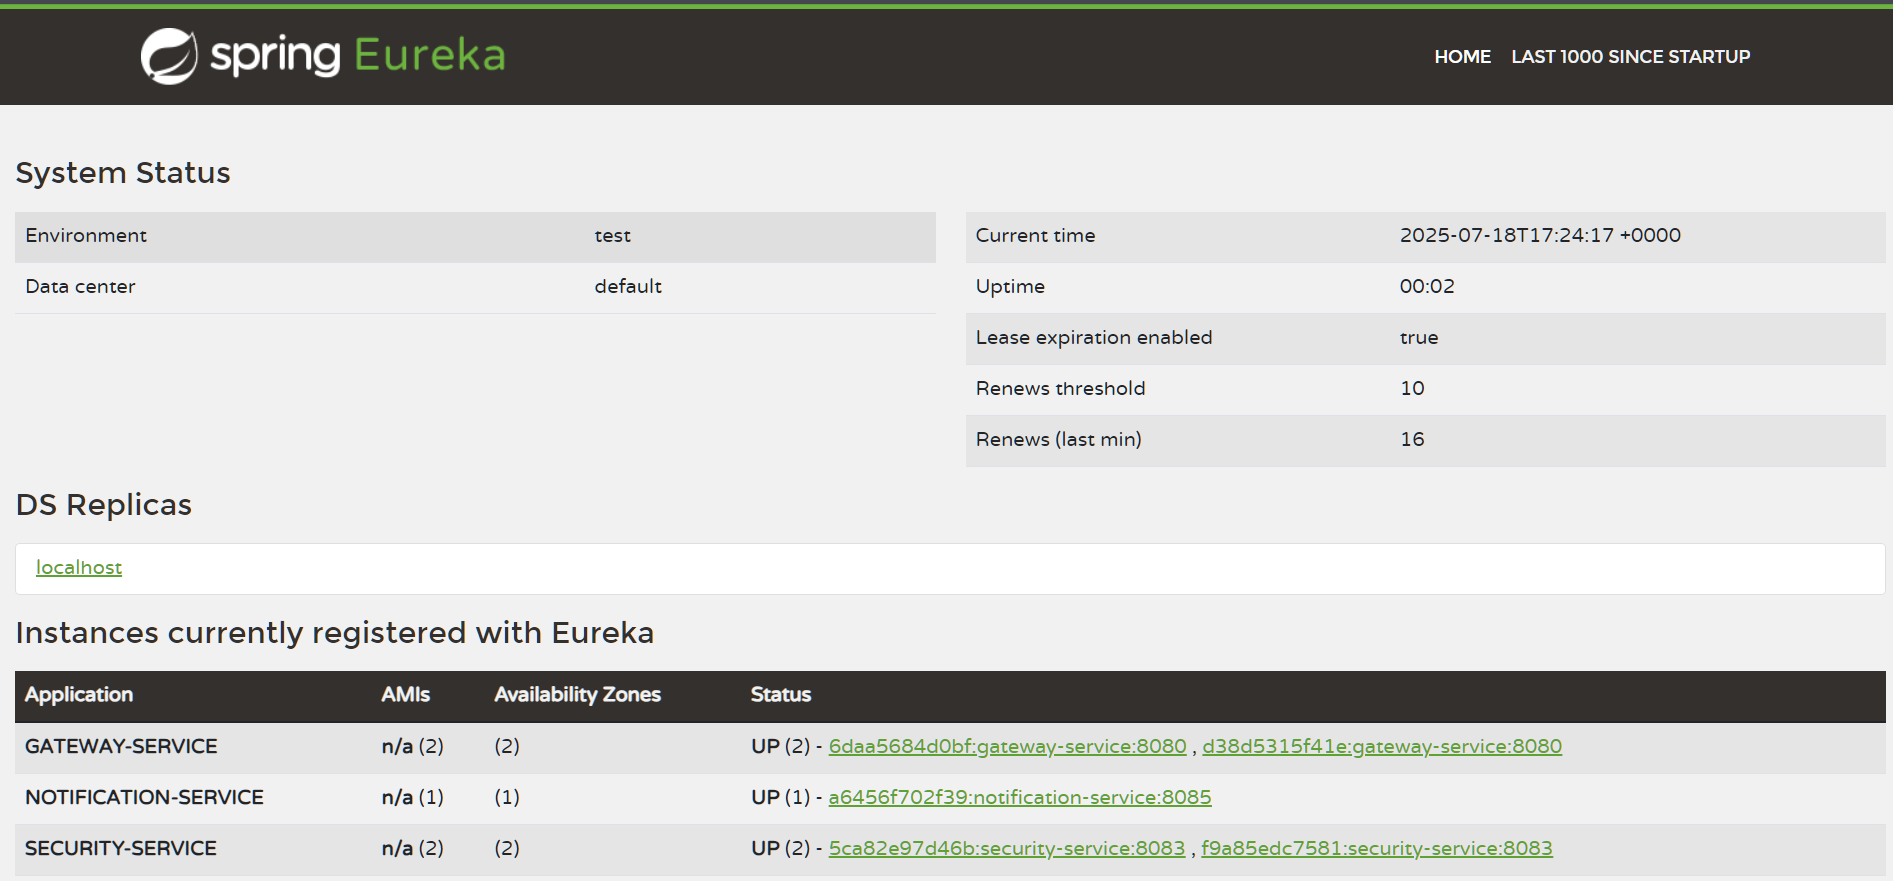 spring Eureka
HOME LAST 1000 SINCE STARTUP
System Status
Environment test
Data center default
Current time 2025-07-18T17:24:17 +0000
Uptime 00:02
Lease expiration enabled true
Renews threshold 10
Renews (last min) 16
DS Replicas
localhost
Instances currently registered with Eureka
Application AMIs Availability Zones Status
GATEWAY-SERVICE n/a (2) (2) UP (2) - 6daa5684d0bf:gateway-service:8080 , d38d5315f41e:gateway-service:8080
NOTIFICATION-SERVICE n/a (1) (1) UP (1) - a6456f702f39:notification-service:8085
SECURITY-SERVICE n/a (2) (2) UP (2) - 5ca82e97d46b:security-service:8083 , f9a85edc7581:security-service:8083